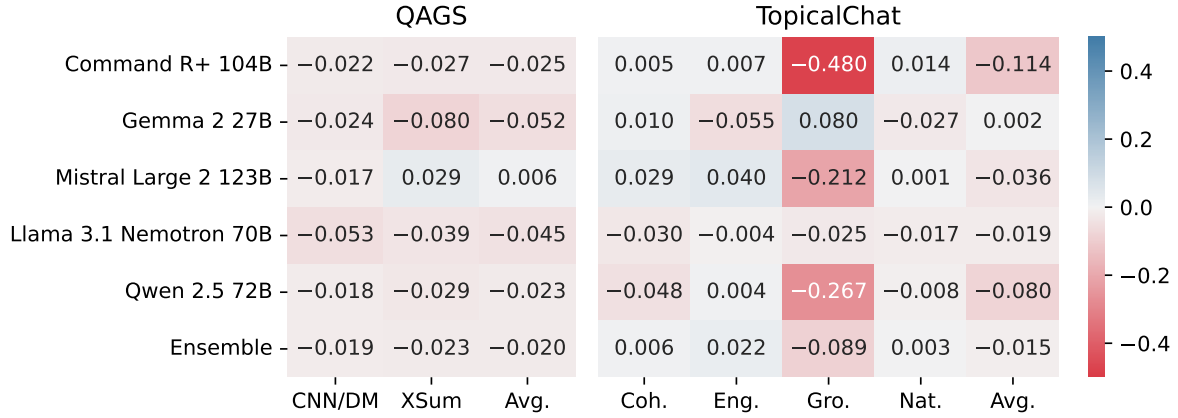 QAGS TopicalChat
Command R+ 104B −0.022 −0.027 −0.025 0.005 0.007 −0.480 0.014 −0.114
Gemma 2 27B −0.024 −0.080 −0.052 0.010 −0.055 0.080 −0.027 0.002
Mistral Large 2 123B −0.017 0.029 0.006 0.029 0.040 −0.212 0.001 −0.036
Llama 3.1 Nemotron 70B −0.053 −0.039 −0.045 −0.030 −0.004 −0.025 −0.017 −0.019
Qwen 2.5 72B −0.018 −0.029 −0.023 −0.048 0.004 −0.267 −0.008 −0.080
Ensemble −0.019 −0.023 −0.020 0.006 0.022 −0.089 0.003 −0.015
CNN/DM XSum Avg. Coh. Eng. Gro. Nat. Avg.
0.4
0.2
0.0
−0.2
−0.4